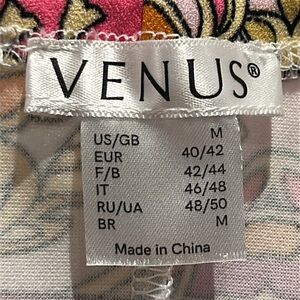 VENUS®
US/GB M
EUR 40/42
F/B 42/44
IT 46/48
RU/UA 48/50
BR M
Made in China